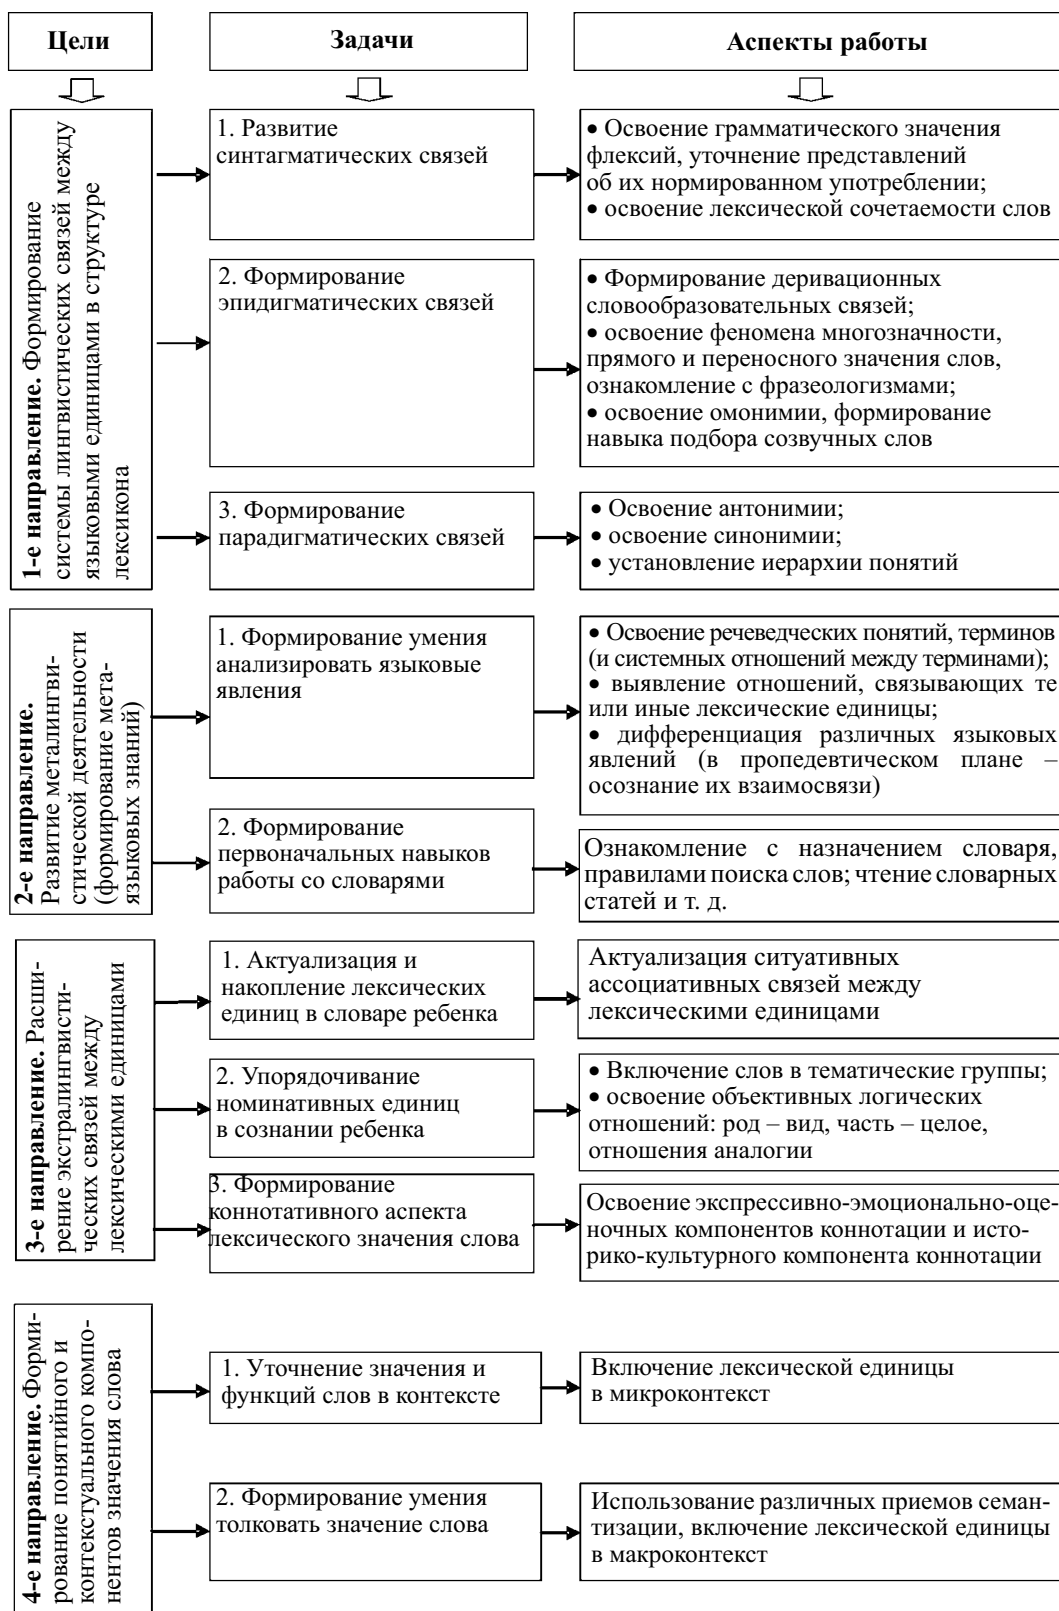 Цели
Задачи
Аспекты работы
1-е направление. Формирование
системы лингвистических связей между
языковыми единицами в структуре
лексикона
1. Развитие
синтагматических связей
• Освоение грамматического значения
флексий, уточнение представлений
об их нормированном употреблении;
• освоение лексической сочетаемости слов
2. Формирование
эпидигматических связей
• Формирование деривационных
словообразовательных связей;
• освоение феномена многозначности,
прямого и переносного значения слов,
ознакомление с фразеологизмами;
• освоение омонимии, формирование
навыка подбора созвучных слов
3. Формирование
парадигматических связей
• Освоение антонимии;
• освоение синонимии;
• установление иерархии понятий
2-е направление.
Развитие металингви-
стической деятельности
(формирование мета-
языковых знаний)
1. Формирование умения
анализировать языковые
явления
• Освоение речеведческих понятий, терминов
(и системных отношений между терминами);
• выявление отношений, связывающих те
или иные лексические единицы;
• дифференциация различных языковых
явлений (в пропедевтическом плане –
осознание их взаимосвязи)
2. Формирование
первоначальных навыков
работы со словарями
Ознакомление с назначением словаря,
правилами поиска слов; чтение словарных
статей и т. д.
3-е направление. Расши-
рение экстралингвисти-
ческих связей между
лексическими единицами
1. Актуализация и
накопление лексических
единиц в словаре ребенка
Актуализация ситуативных
ассоциативных связей между
лексическими единицами
2. Упорядочивание
номинативных единиц
в сознании ребенка
• Включение слов в тематические группы;
• освоение объективных логических
отношений: род – вид, часть – целое,
отношения аналогии
3. Формирование
коннотативного аспекта
лексического значения слова
Освоение экспрессивно-эмоционально-оце-
ночных компонентов коннотации и исто-
рико-культурного компонента коннотации
4-е направление. Форми-
рование понятийного и
контекстуального компо-
нентов значения слова
1. Уточнение значения и
функций слов в контексте
Включение лексической единицы
в микроконтекст
2. Формирование умения
толковать значение слова
Использование различных приемов семан-
тизации, включение лексической единицы
в макроконтекст